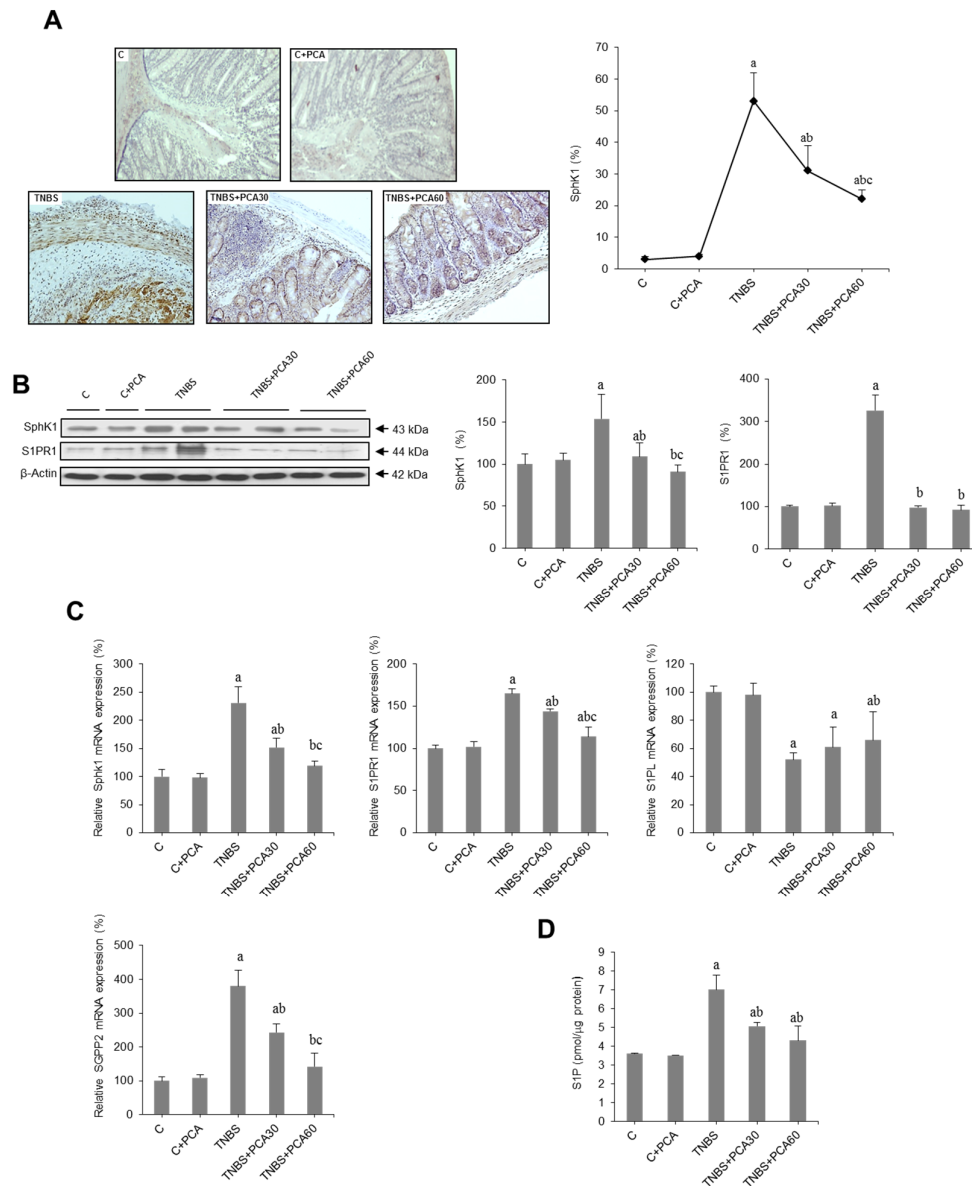 A
C
C+PCA
TNBS
TNBS+PCA30
TNBS+PCA60
SphK1 (%)
70
60
50
40
30
20
10
0
a
ab
abc
C
C+PCA
TNBS
TNBS+PCA30
TNBS+PCA60
B
C
C+PCA
TNBS
TNBS+PCA30
TNBS+PCA60
SphK1
43 kDa
S1PR1
44 kDa
β-Actin
42 kDa
SphK1 (%)
200
150
100
50
0
a
ab
bc
C
C+PCA
TNBS
TNBS+PCA30
TNBS+PCA60
S1PR1 (%)
400
300
200
100
0
a
b
b
C
C+PCA
TNBS
TNBS+PCA30
TNBS+PCA60
C
Relative Sphk1 mRNA expression (%)
300
250
200
150
100
50
0
a
ab
bc
C
C+PCA
TNBS
TNBS+PCA30
TNBS+PCA60
Relative S1PR1 mRNA expression (%)
200
150
100
50
0
a
ab
abc
C
C+PCA
TNBS
TNBS+PCA30
TNBS+PCA60
Relative S1PL mRNA expression (%)
120
100
80
60
40
20
0
a
a
ab
C
C+PCA
TNBS
TNBS+PCA30
TNBS+PCA60
Relative SGPP2 mRNA expression (%)
500
400
300
200
100
0
a
ab
bc
C
C+PCA
TNBS
TNBS+PCA30
TNBS+PCA60
D
S1P (pmol/µg protein)
9
8
7
6
5
4
3
2
1
0
a
ab
ab
C
C+PCA
TNBS
TNBS+PCA30
TNBS+PCA60